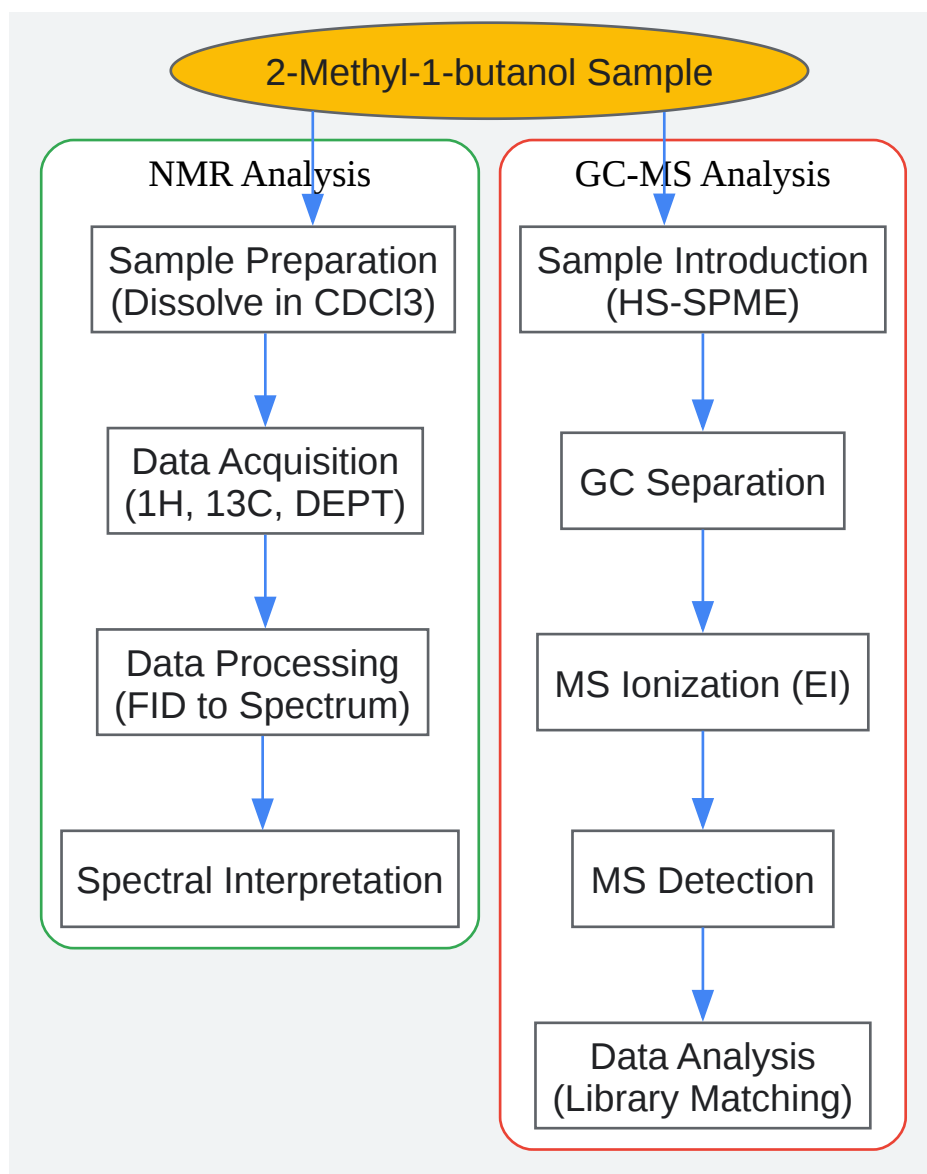 2-Methyl-1-butanol Sample
NMR Analysis
Sample Preparation
(Dissolve in CDCl3)
Data Acquisition
(1H, 13C, DEPT)
Data Processing
(FID to Spectrum)
Spectral Interpretation
GC-MS Analysis
Sample Introduction
(HS-SPME)
GC Separation
MS Ionization (EI)
MS Detection
Data Analysis
(Library Matching)